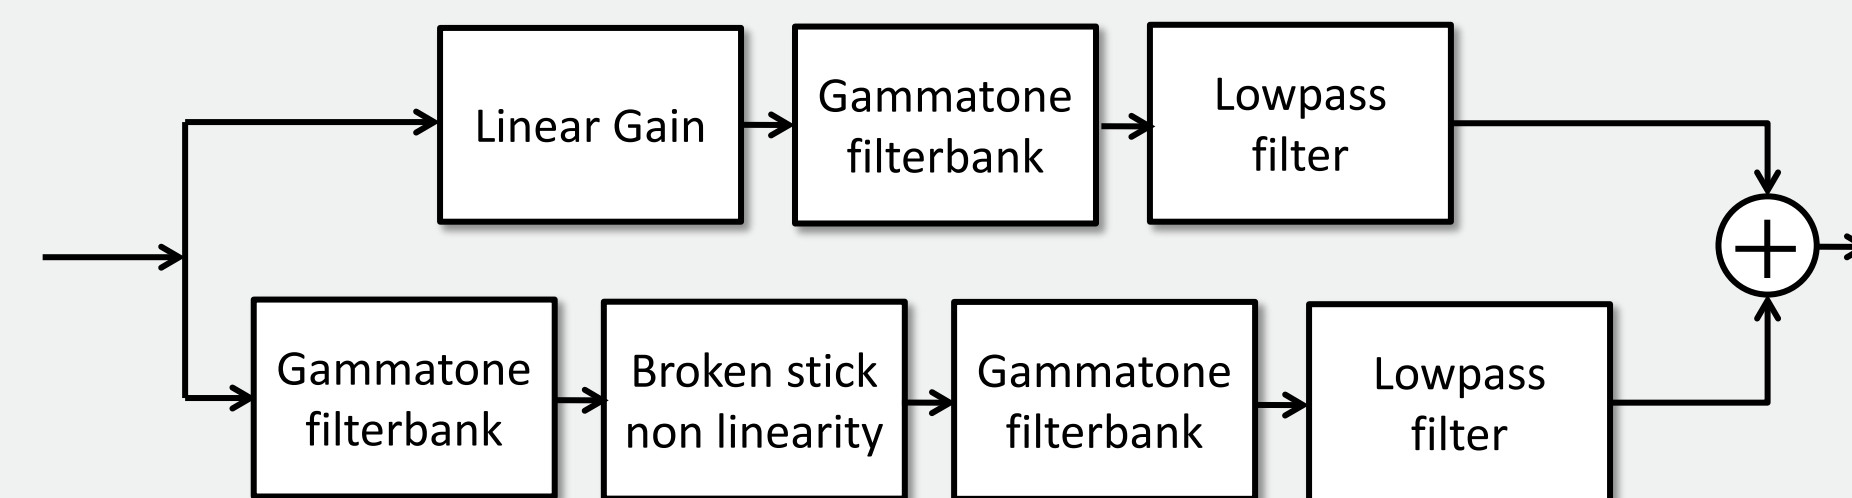 Linear Gain
Gammatone
filterbank
Lowpass
filter
Gammatone
filterbank
Broken stick
non linearity
Gammatone
filterbank
Lowpass
filter